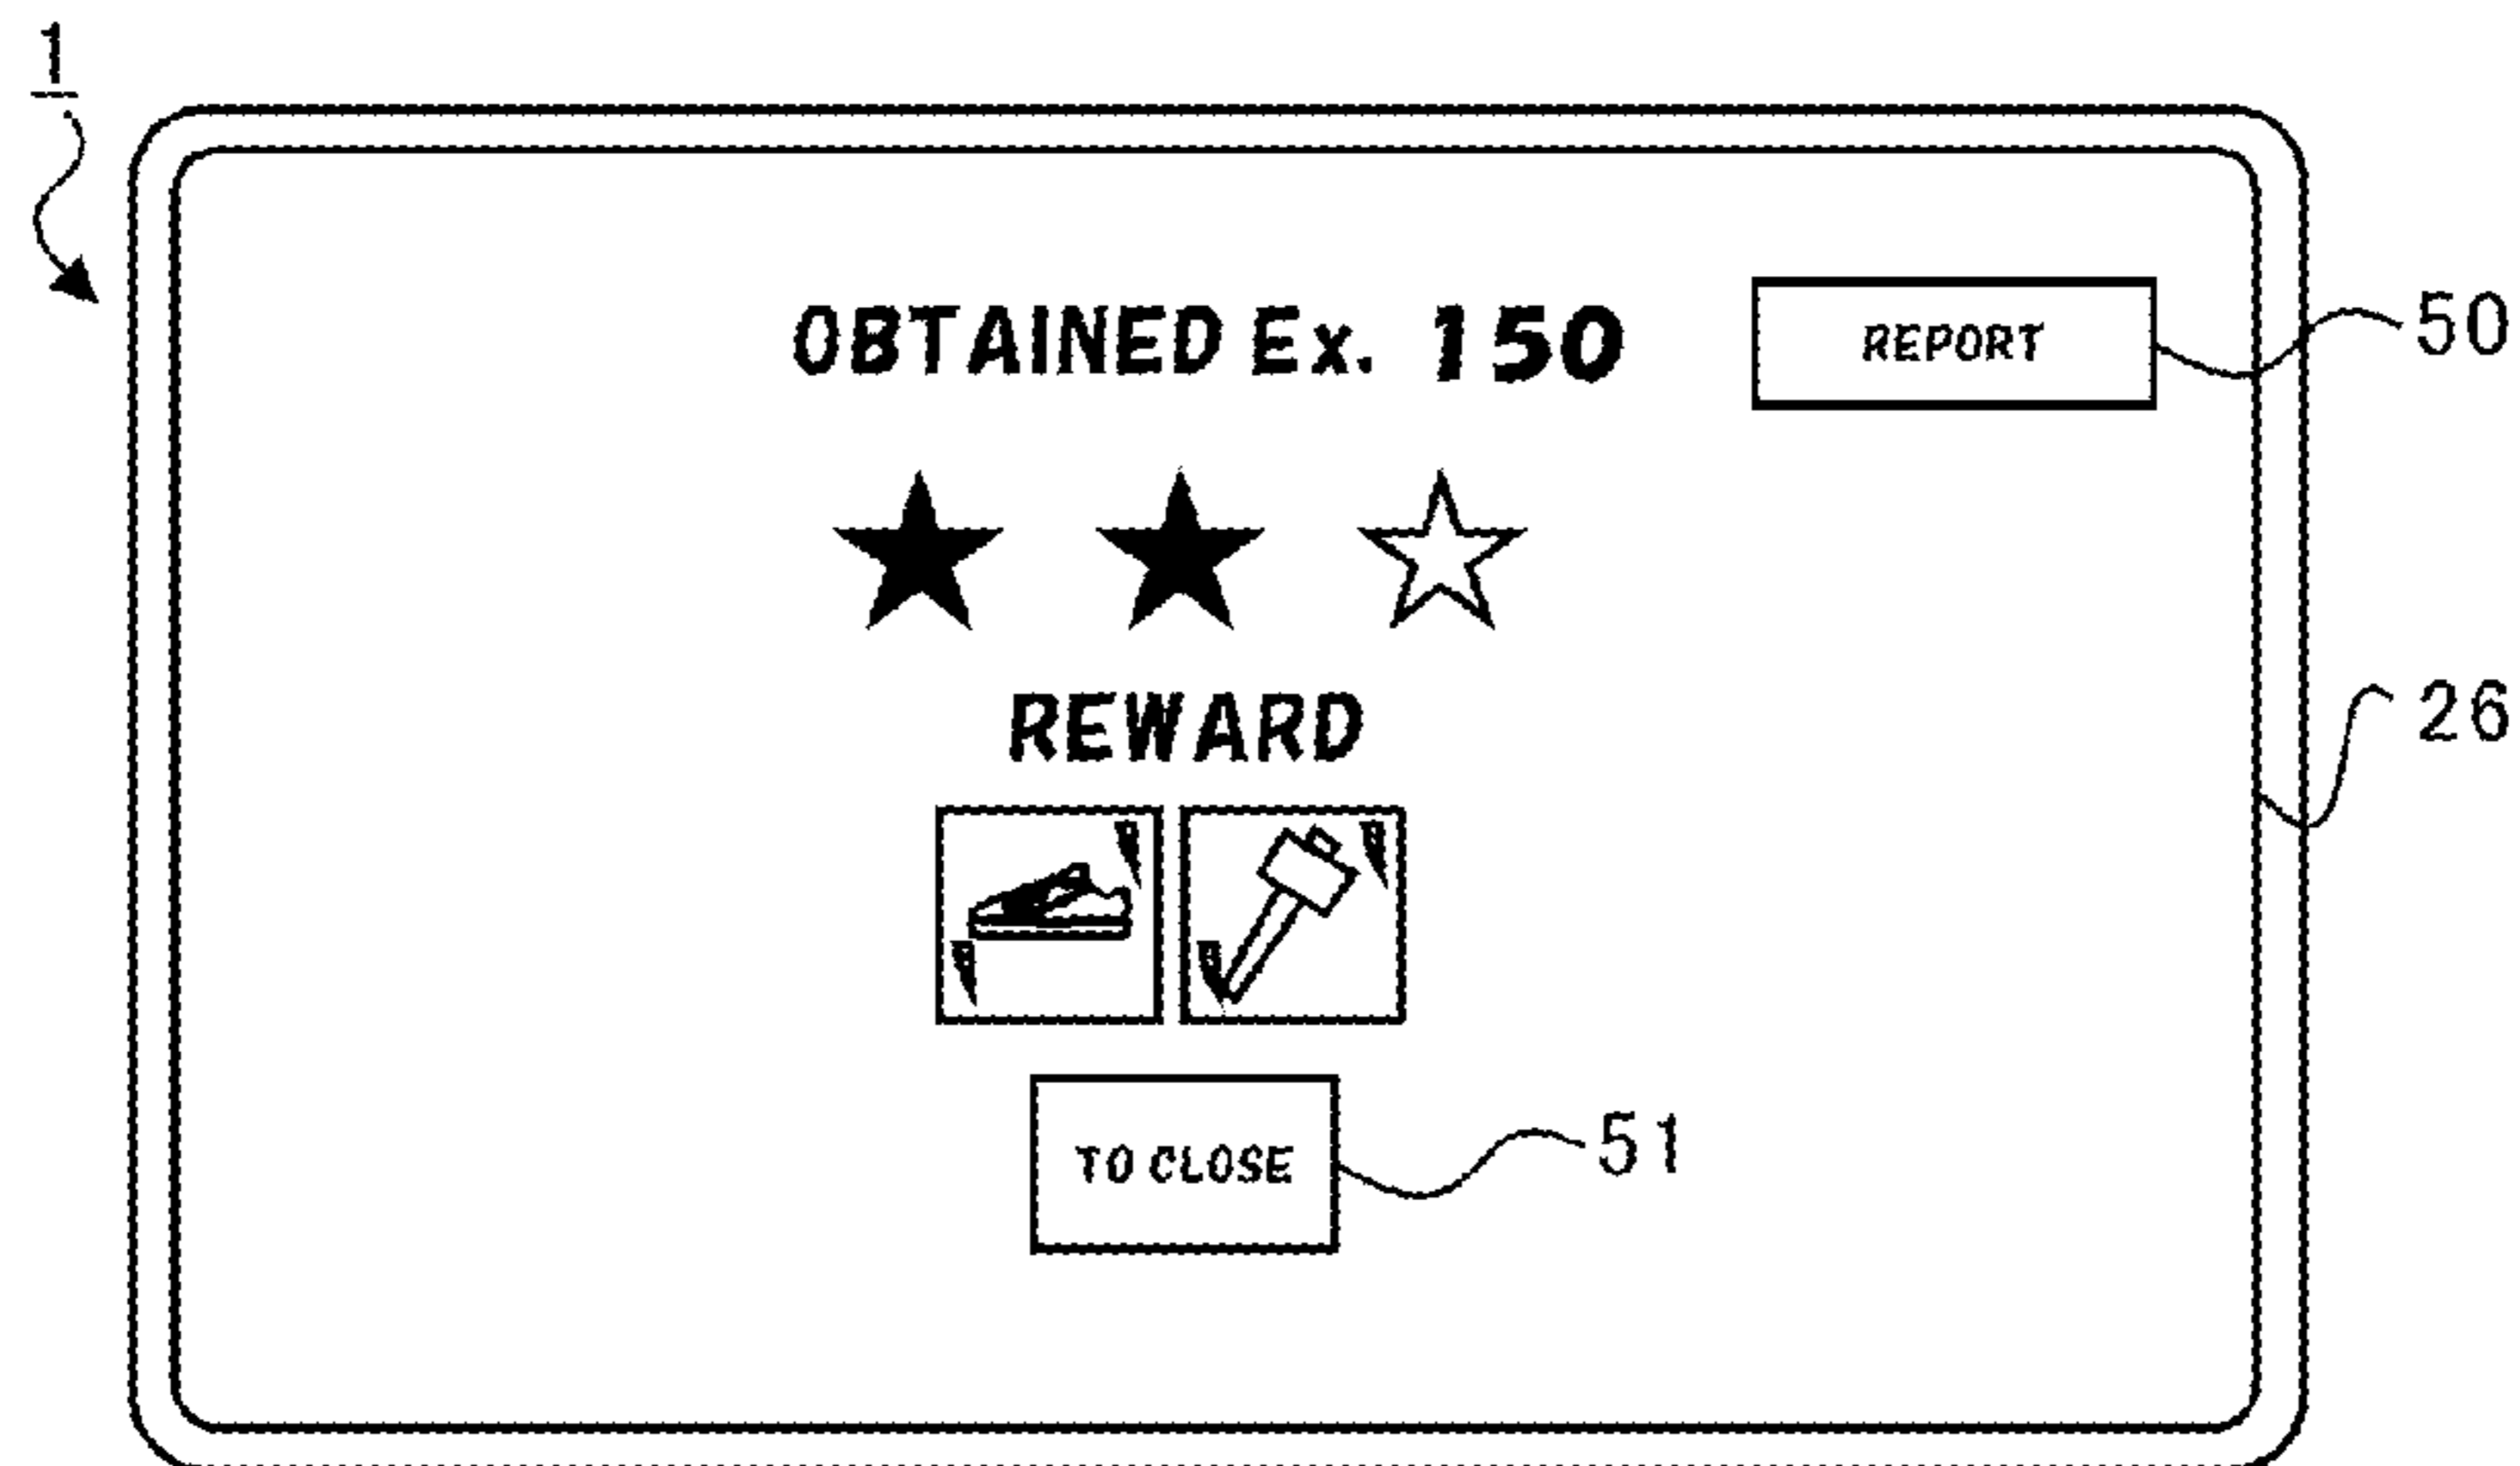 1
OBTAINED Ex. 150
REPORT
50
26
REWARD
TO CLOSE
51